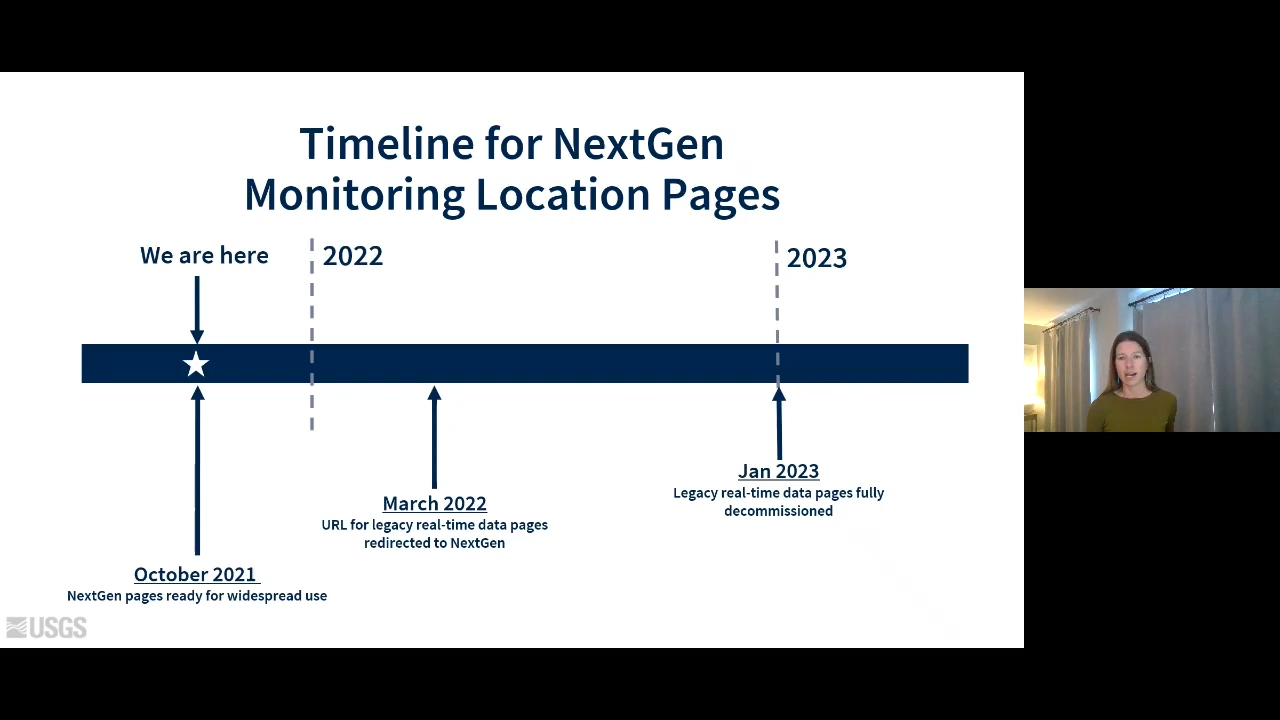 Timeline for NextGen
Monitoring Location Pages
We are here
2022
2023
Jan 2023
Legacy real-time data pages fully
decommissioned
March 2022
URL for legacy real-time data pages
redirected to NextGen
October 2021
NextGen pages ready for widespread use
USGS